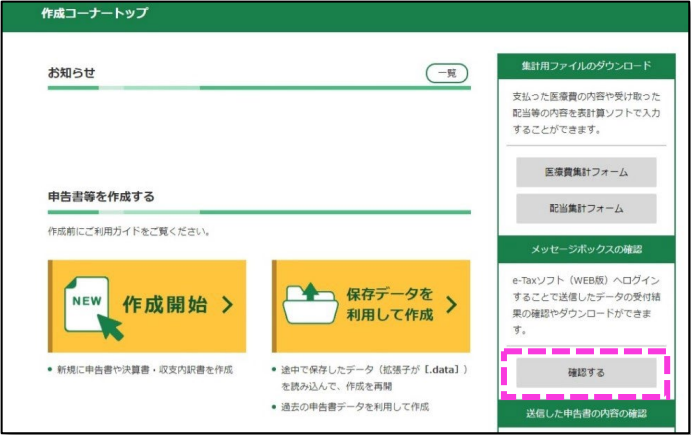 作成コーナートップ
お知らせ
一覧
申告書等を作成する
作成前にご利用ガイドをご覧ください。
NEW
作成開始
• 新規に申告書や決算書・収支内訳書を作成
保存データを
利用して作成
• 途中で保存したデータ（拡張子が【.data】）
を読み込んで、作成を再開
• 過去の申告書データを利用して作成
集計用ファイルのダウンロード
支払った医療費の内容や受け取った
配当等の内容を表計算ソフトで入力
することができます。
医療費集計フォーム
配当集計フォーム
メッセージボックスの確認
e-Taxソフト（WEB版）へログイン
することで送信したデータの受付結
果の確認やダウンロードができま
す。
確認する
送信した申告書の内容の確認